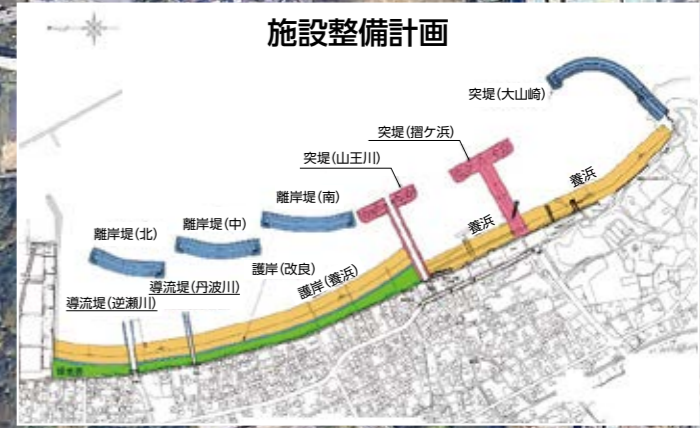 施設整備計画
突堤(大山崎)
突堤(摺ケ浜)
突堤(山王川)
養浜
養浜
離岸堤(南)
離岸堤(中)
離岸堤(北)
護岸(改良)
護岸(養浜)
導流堤(丹波川)
導流堤(逆瀬川)